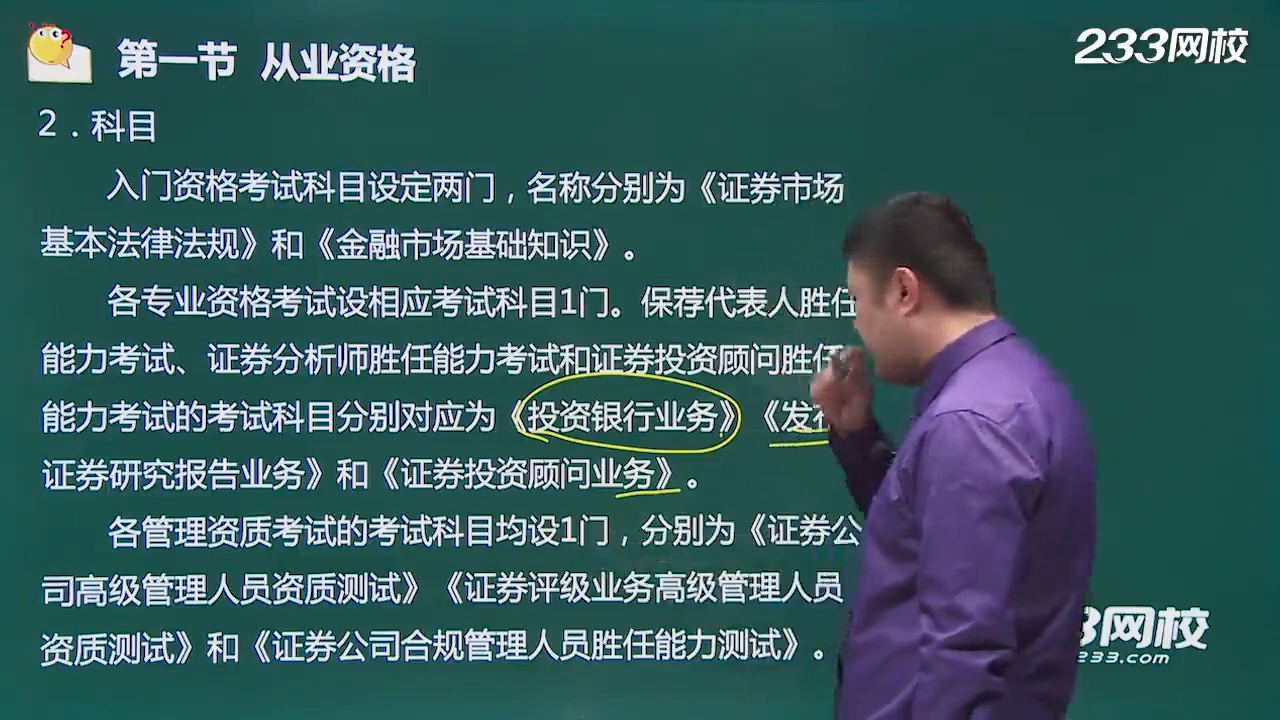 第一节 从业资格
233网校
2．科目
入门资格考试科目设定两门，名称分别为《证券市场
基本法律法规》和《金融市场基础知识》。
各专业资格考试设相应考试科目1门。保荐代表人胜任
能力考试、证券分析师胜任能力考试和证券投资顾问胜任
能力考试的考试科目分别对应为《投资银行业务》《发布
证券研究报告业务》和《证券投资顾问业务》。
各管理资质考试的考试科目均设1门，分别为《证券公
司高级管理人员资质测试》《证券评级业务高级管理人员
资质测试》和《证券公司合规管理人员胜任能力测试》。
3网校
233.com